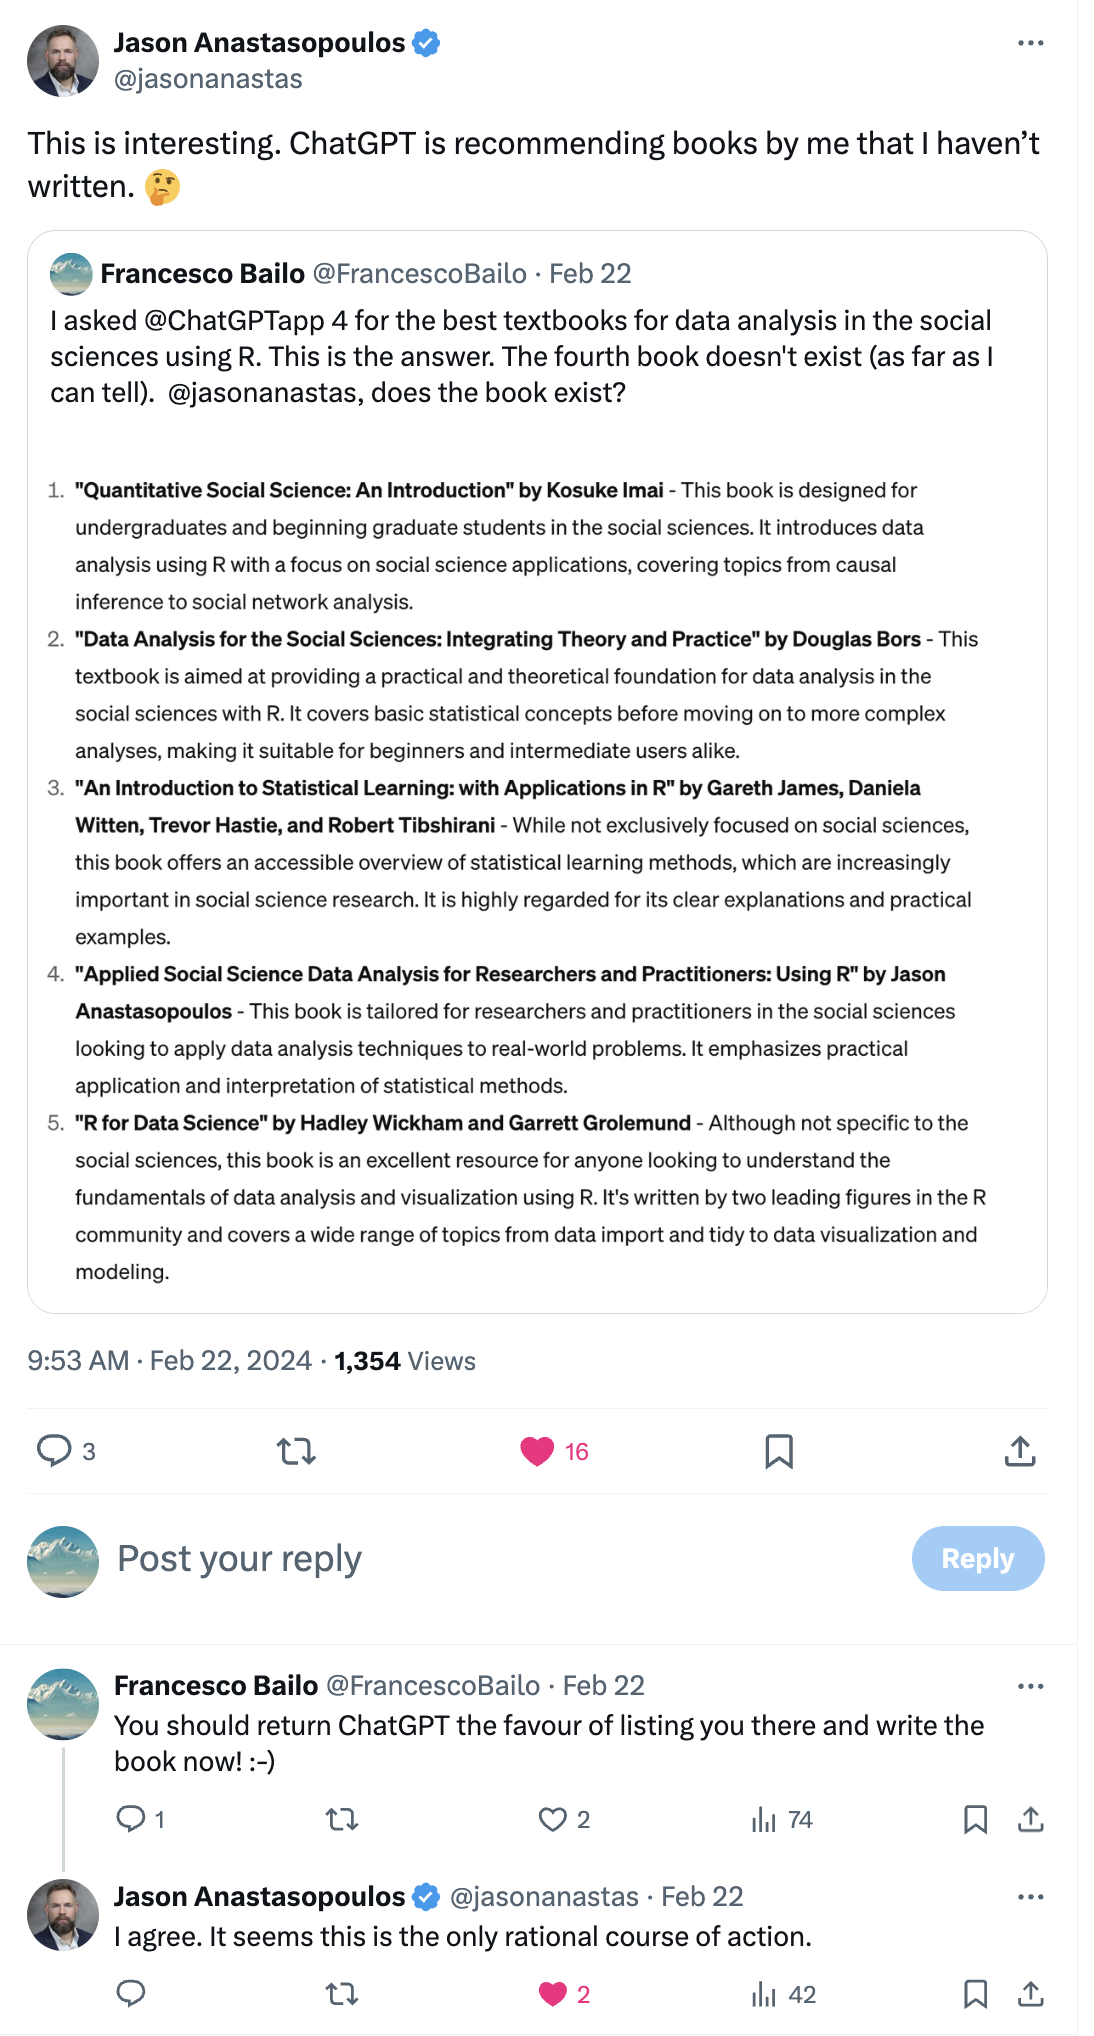 Jason Anastasopoulos
@jasonanastas
This is interesting. ChatGPT is recommending books by me that I haven’t
written. 🤔
Francesco Bailo @FrancescoBailo · Feb 22
I asked @ChatGPTapp 4 for the best textbooks for data analysis in the social
sciences using R. This is the answer. The fourth book doesn't exist (as far as I
can tell).  @jasonanastas, does the book exist?
1. "Quantitative Social Science: An Introduction" by Kosuke Imai - This book is designed for
undergraduates and beginning graduate students in the social sciences. It introduces data
analysis using R with a focus on social science applications, covering topics from causal
inference to social network analysis.
2. "Data Analysis for the Social Sciences: Integrating Theory and Practice" by Douglas Bors - This
textbook is aimed at providing a practical and theoretical foundation for data analysis in the
social sciences with R. It covers basic statistical concepts before moving on to more complex
analyses, making it suitable for beginners and intermediate users alike.
3. "An Introduction to Statistical Learning: with Applications in R" by Gareth James, Daniela
Witten, Trevor Hastie, and Robert Tibshirani - While not exclusively focused on social sciences,
this book offers an accessible overview of statistical learning methods, which are increasingly
important in social science research. It is highly regarded for its clear explanations and practical
examples.
4. "Applied Social Science Data Analysis for Researchers and Practitioners: Using R" by Jason
Anastasopoulos - This book is tailored for researchers and practitioners in the social sciences
looking to apply data analysis techniques to real-world problems. It emphasizes practical
application and interpretation of statistical methods.
5. "R for Data Science" by Hadley Wickham and Garrett Grolemund - Although not specific to the
social sciences, this book is an excellent resource for anyone looking to understand the
fundamentals of data analysis and visualization using R. It's written by two leading figures in the R
community and covers a wide range of topics from data import and tidy to data visualization and
modeling.
9:53 AM · Feb 22, 2024 · 1,354 Views
3 16
Post your reply Reply
Francesco Bailo @FrancescoBailo · Feb 22
You should return ChatGPT the favour of listing you there and write the
book now! :-)
1 2 74
Jason Anastasopoulos @jasonanastas · Feb 22
I agree. It seems this is the only rational course of action.
2 42